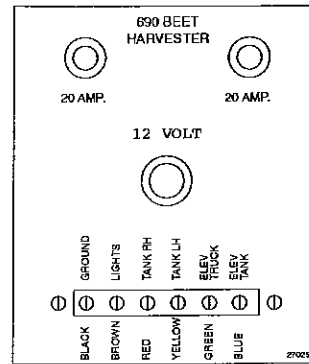 690 BEET
HARVESTER
20 AMP.
20 AMP.
12 VOLT
GROUND
LIGHTS
TANK RH
TANK LH
ELEV
TRUCK
ELEV
TANK
BLACK
BROWN
RED
YELLOW
GREEN
BLUE
27029